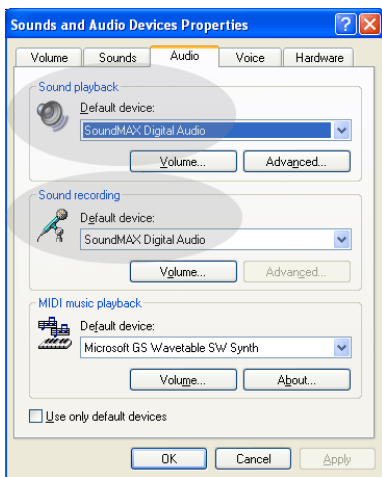 Sounds and Audio Devices Properties
Volume Sounds Audio Voice Hardware
Sound playback
Default device:
SoundMAX Digital Audio
Volume... Advanced...
Sound recording
Default device:
SoundMAX Digital Audio
Volume... Advanced...
MIDI music playback
Default device:
Microsoft GS Wavetable SW Synth
Volume... About...
Use only default devices
OK Cancel Apply